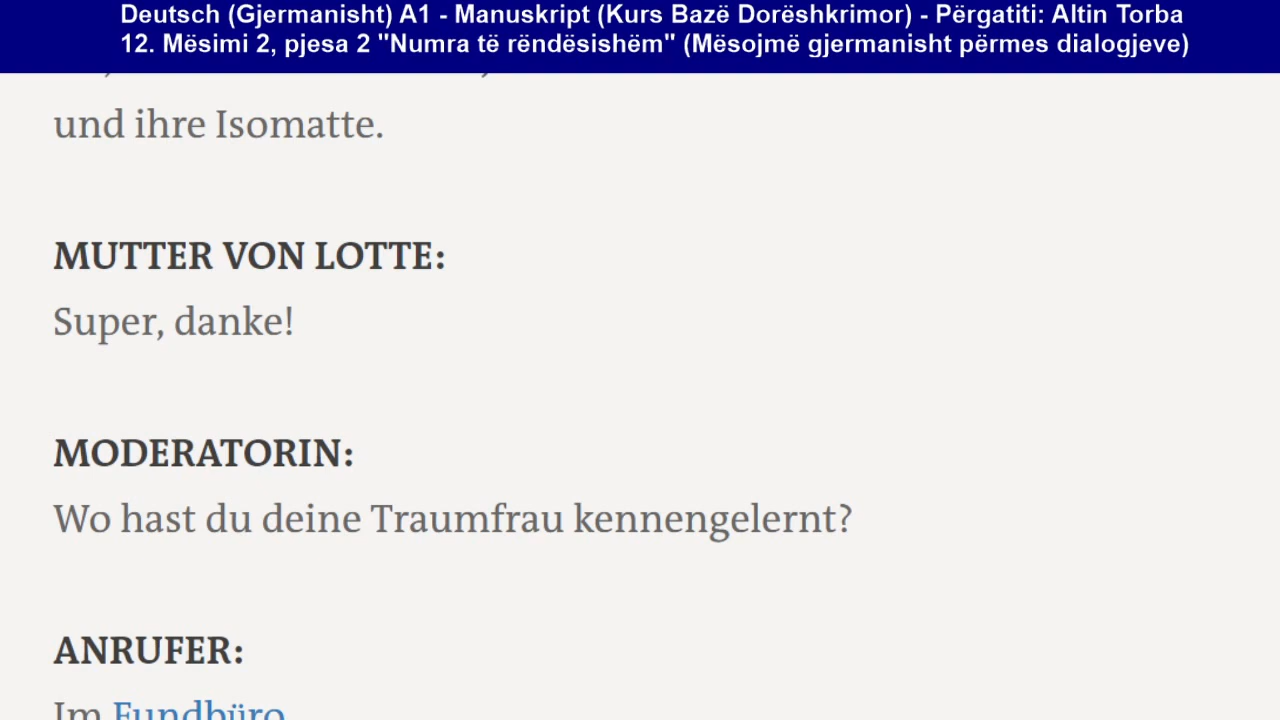 Deutsch (Gjermanisht) A1 - Manuskript (Kurs Bazë Dorëshkrimor) - Përgatiti: Altin Torba
12. Mësimi 2, pjesa 2 "Numra të rëndësishëm" (Mësojmë gjermanisht përmes dialogjeve)
und ihre Isomatte.
MUTTER VON LOTTE:
Super, danke!
MODERATORIN:
Wo hast du deine Traumfrau kennengelernt?
ANRUFER:
Im Fundbüro